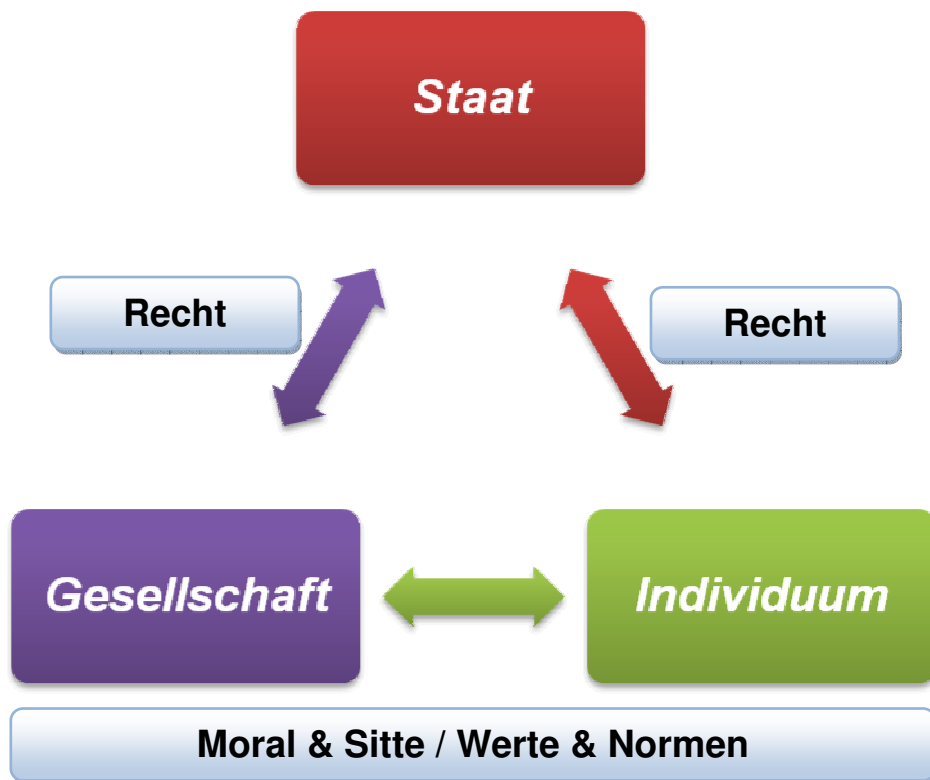 Staat
Recht
Recht
Gesellschaft
Individuum
Moral & Sitte / Werte & Normen